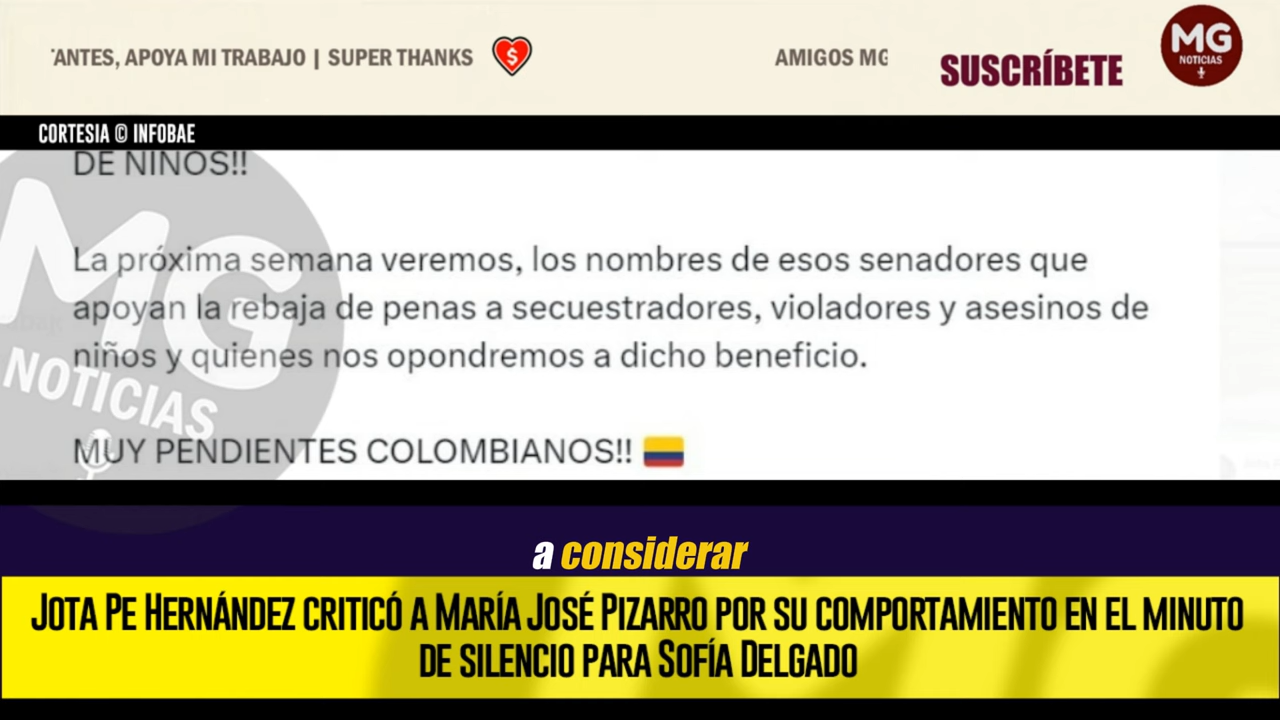 'ANTES, APOYA MI TRABAJO | SUPER THANKS
AMIGOS MG
SUSCRÍBETE
MG
NOTICIAS
CORTESIA © INFOBAE
DE NIÑOS!!
La próxima semana veremos, los nombres de esos senadores que
apoyan la rebaja de penas a secuestradores, violadores y asesinos de
niños y quienes nos opondremos a dicho beneficio.
MUY PENDIENTES COLOMBIANOS!!
MG
NOTICIAS
a considerar
JOTA PE HERNÁNDEZ CRITICÓ A MARÍA JOSÉ PIZARRO POR SU COMPORTAMIENTO EN EL MINUTO
DE SILENCIO PARA SOFÍA DELGADO